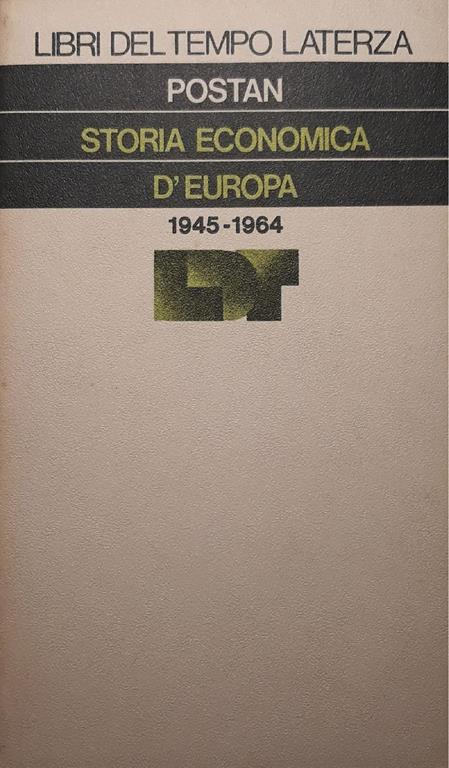 LIBRI DEL TEMPO LATERZA
POSTAN
STORIA ECONOMICA
D'EUROPA
1945-1964
LDT